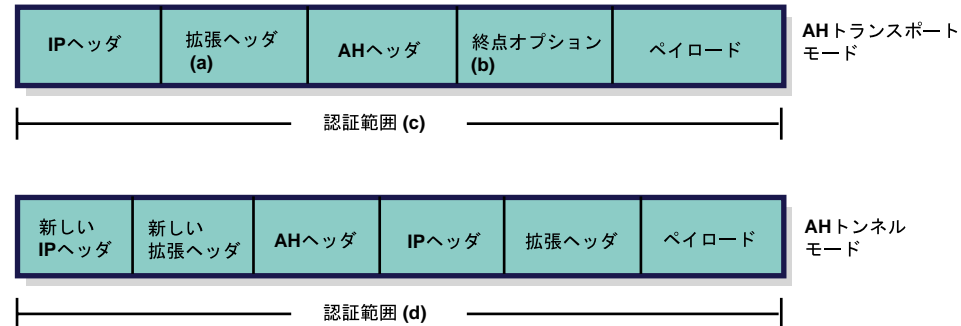 IPヘッダ
拡張ヘッダ
(a)
AHヘッダ
終点オプション
(b)
ペイロード
AHトランスポート
モード
認証範囲 (c)
新しい
IPヘッダ
新しい
拡張ヘッダ
AHヘッダ
IPヘッダ
拡張ヘッダ
ペイロード
AHトンネル
モード
認証範囲 (d)